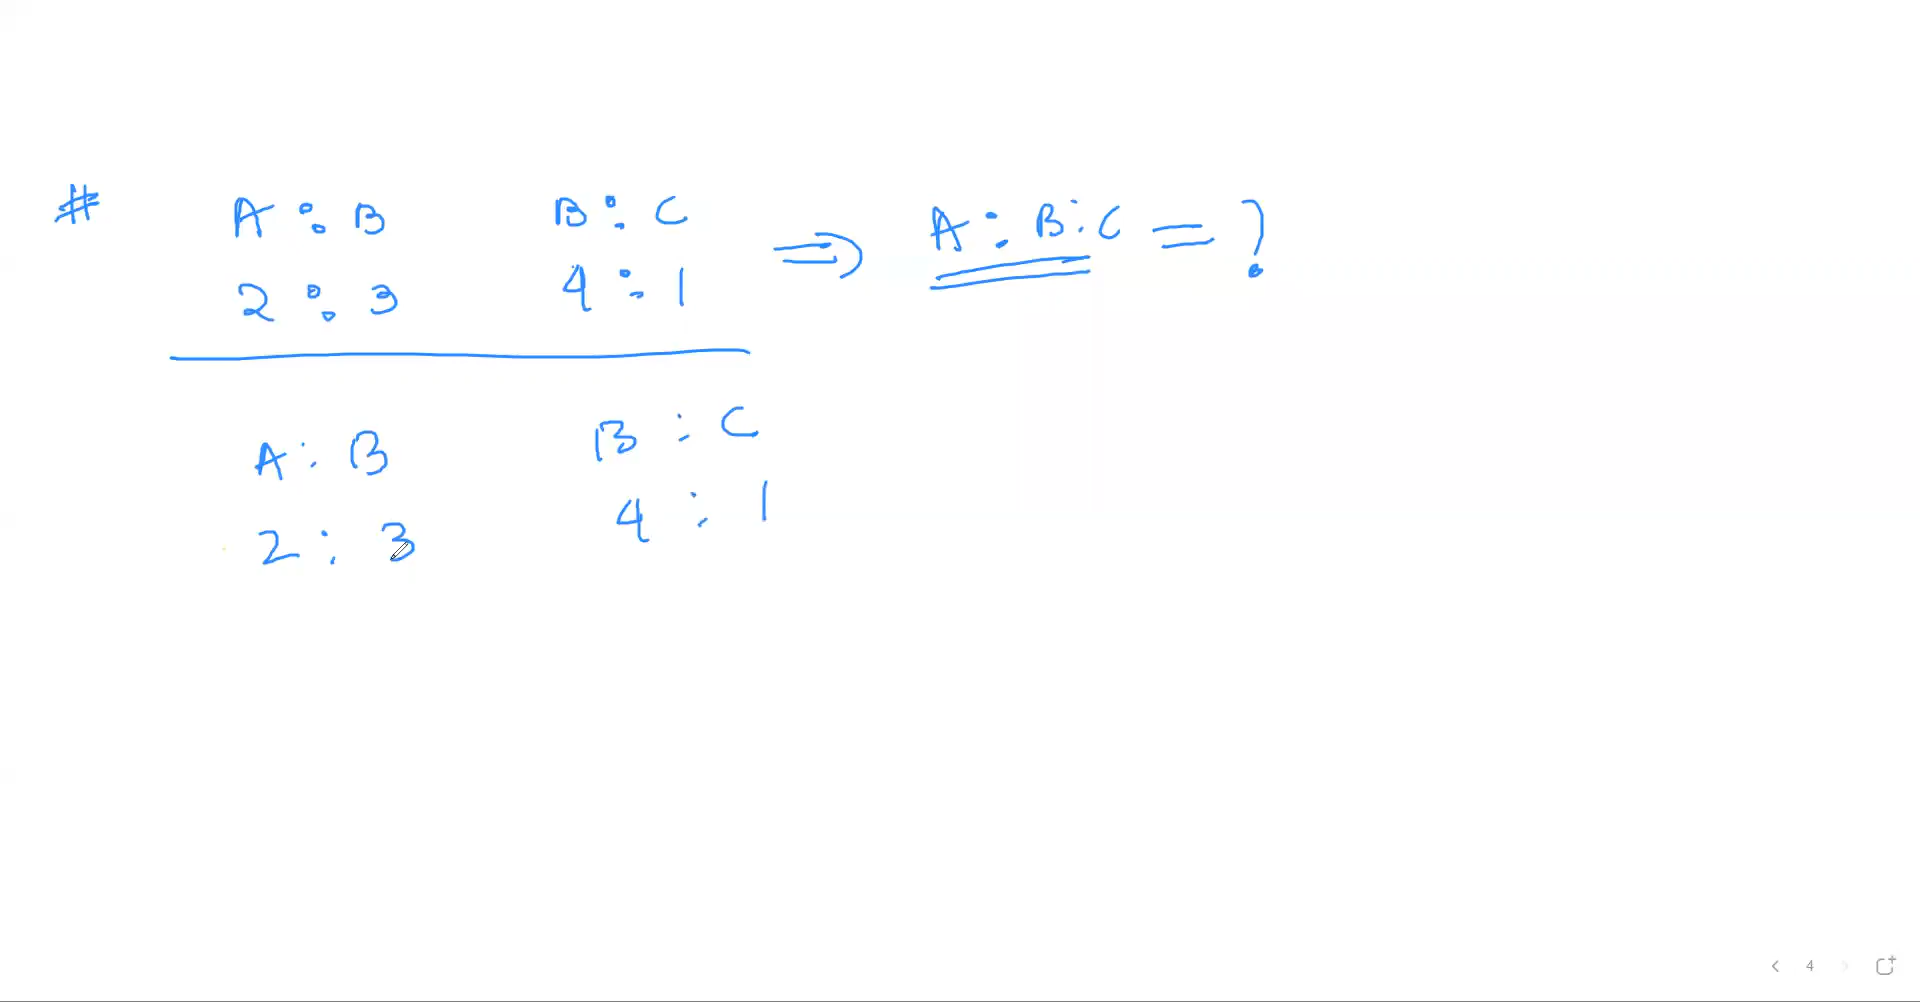 # A : B B : C ⇒ A : B : C = ?
2 : 3 4 : 1
A : B B : C
2 : 3 4 : 1
4